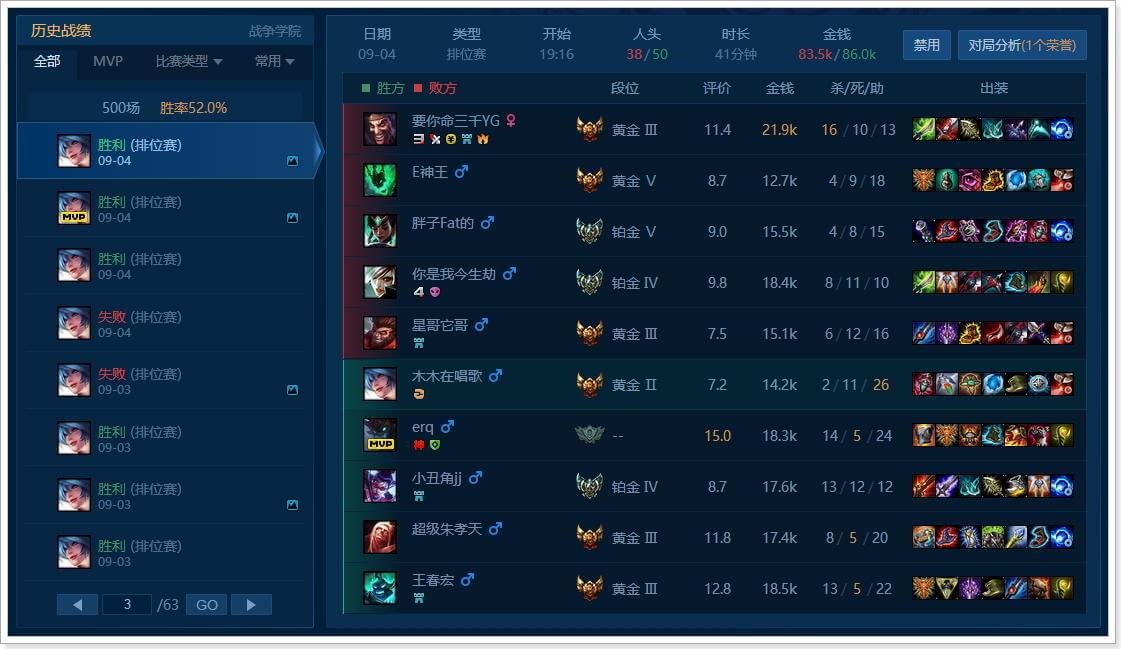 历史战绩 战争学院
全部 MVP 比赛类型 常用
500场 胜率52.0%
胜利 (排位赛)
09-04
胜利 (排位赛)
09-04
MVP
胜利 (排位赛)
09-04
失败 (排位赛)
09-04
失败 (排位赛)
09-03
胜利 (排位赛)
09-03
胜利 (排位赛)
09-03
胜利 (排位赛)
09-03
3 /63 GO
日期 类型 开始 人头 时长 金钱
09-04 排位赛 19:16 38/50 41分钟 83.5k/86.0k
禁用 对局分析(1个荣誉)
胜方 败方 段位 评价 金钱 杀/死/助 出装
要你命三千YG 黄金 III 11.4 21.9k 16/10/13
E神王 黄金 V 8.7 12.7k 4/9/18
胖子Fat的 铂金 V 9.0 15.5k 4/8/15
你是我今生劫 铂金 IV 9.8 18.4k 8/11/10
4
星哥它哥 黄金 III 7.5 15.1k 6/12/16
木木在唱歌 黄金 II 7.2 14.2k 2/11/26
erq -- 15.0 18.3k 14/5/24
MVP 神
小丑角jj 铂金 IV 8.7 17.6k 13/12/12
超级朱孝天 黄金 III 11.8 17.4k 8/5/20
王春宏 黄金 III 12.8 18.5k 13/5/22